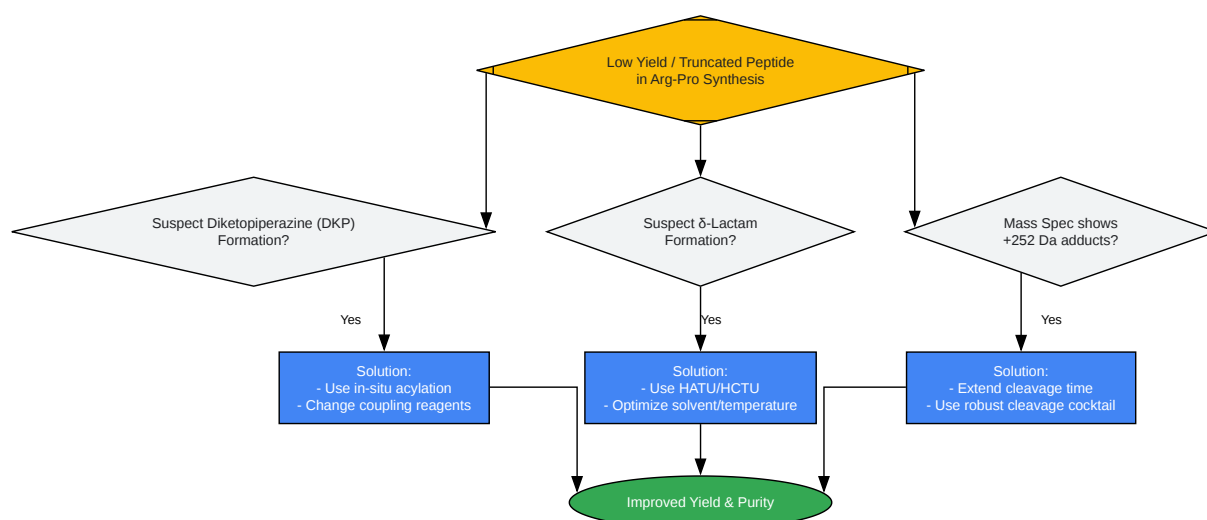 Low Yield / Truncated Peptide
in Arg-Pro Synthesis
Suspect Diketopiperazine (DKP)
Formation?
Suspect δ-Lactam
Formation?
Mass Spec shows
+252 Da adducts?
Yes
Yes
Yes
Solution:
- Use in-situ acylation
- Change coupling reagents
Solution:
- Use HATU/HCTU
- Optimize solvent/temperature
Solution:
- Extend cleavage time
- Use robust cleavage cocktail
Improved Yield & Purity